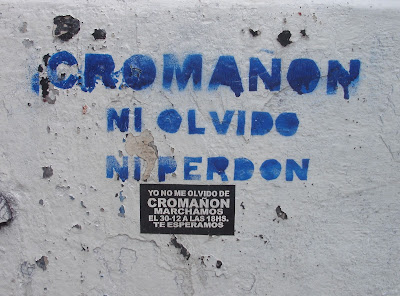 ¡CROMAÑON
NI OLVIDO
NI PERDON
YO NO ME OLVIDO DE
CROMAÑON
MARCHAMOS
EL 30-12 A LAS 18HS.
TE ESPERAMOS